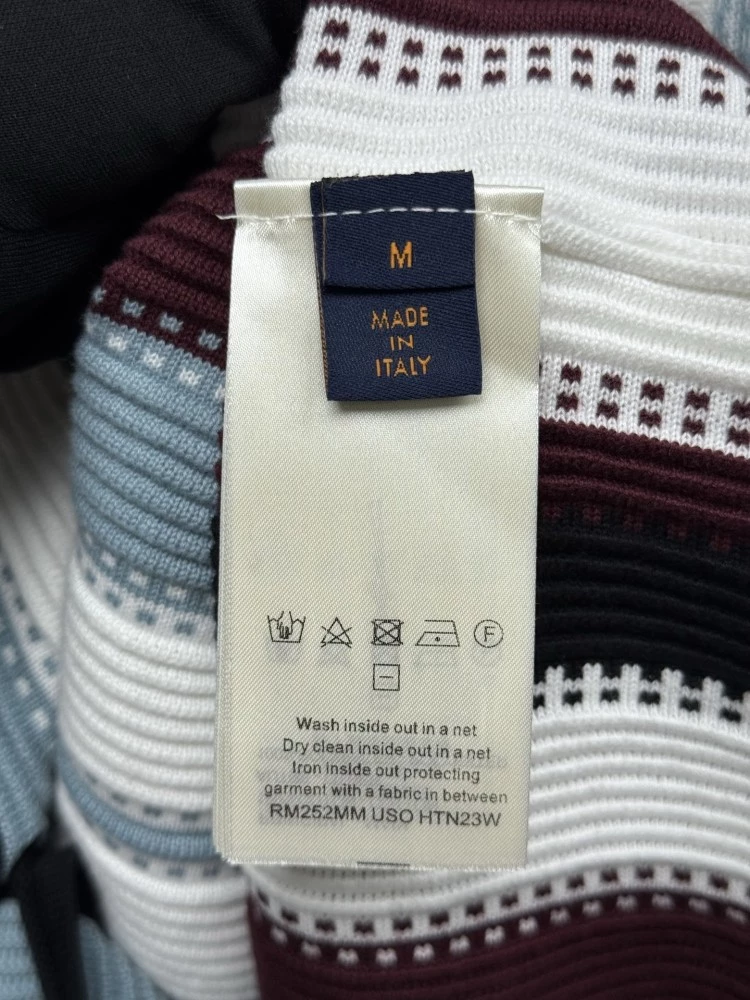 M
MADE
IN
ITALY
F
Wash inside out in a net
Dry clean inside out in a net
Iron inside out protecting
garment with a fabric in between
RM252MM USO HTN23W